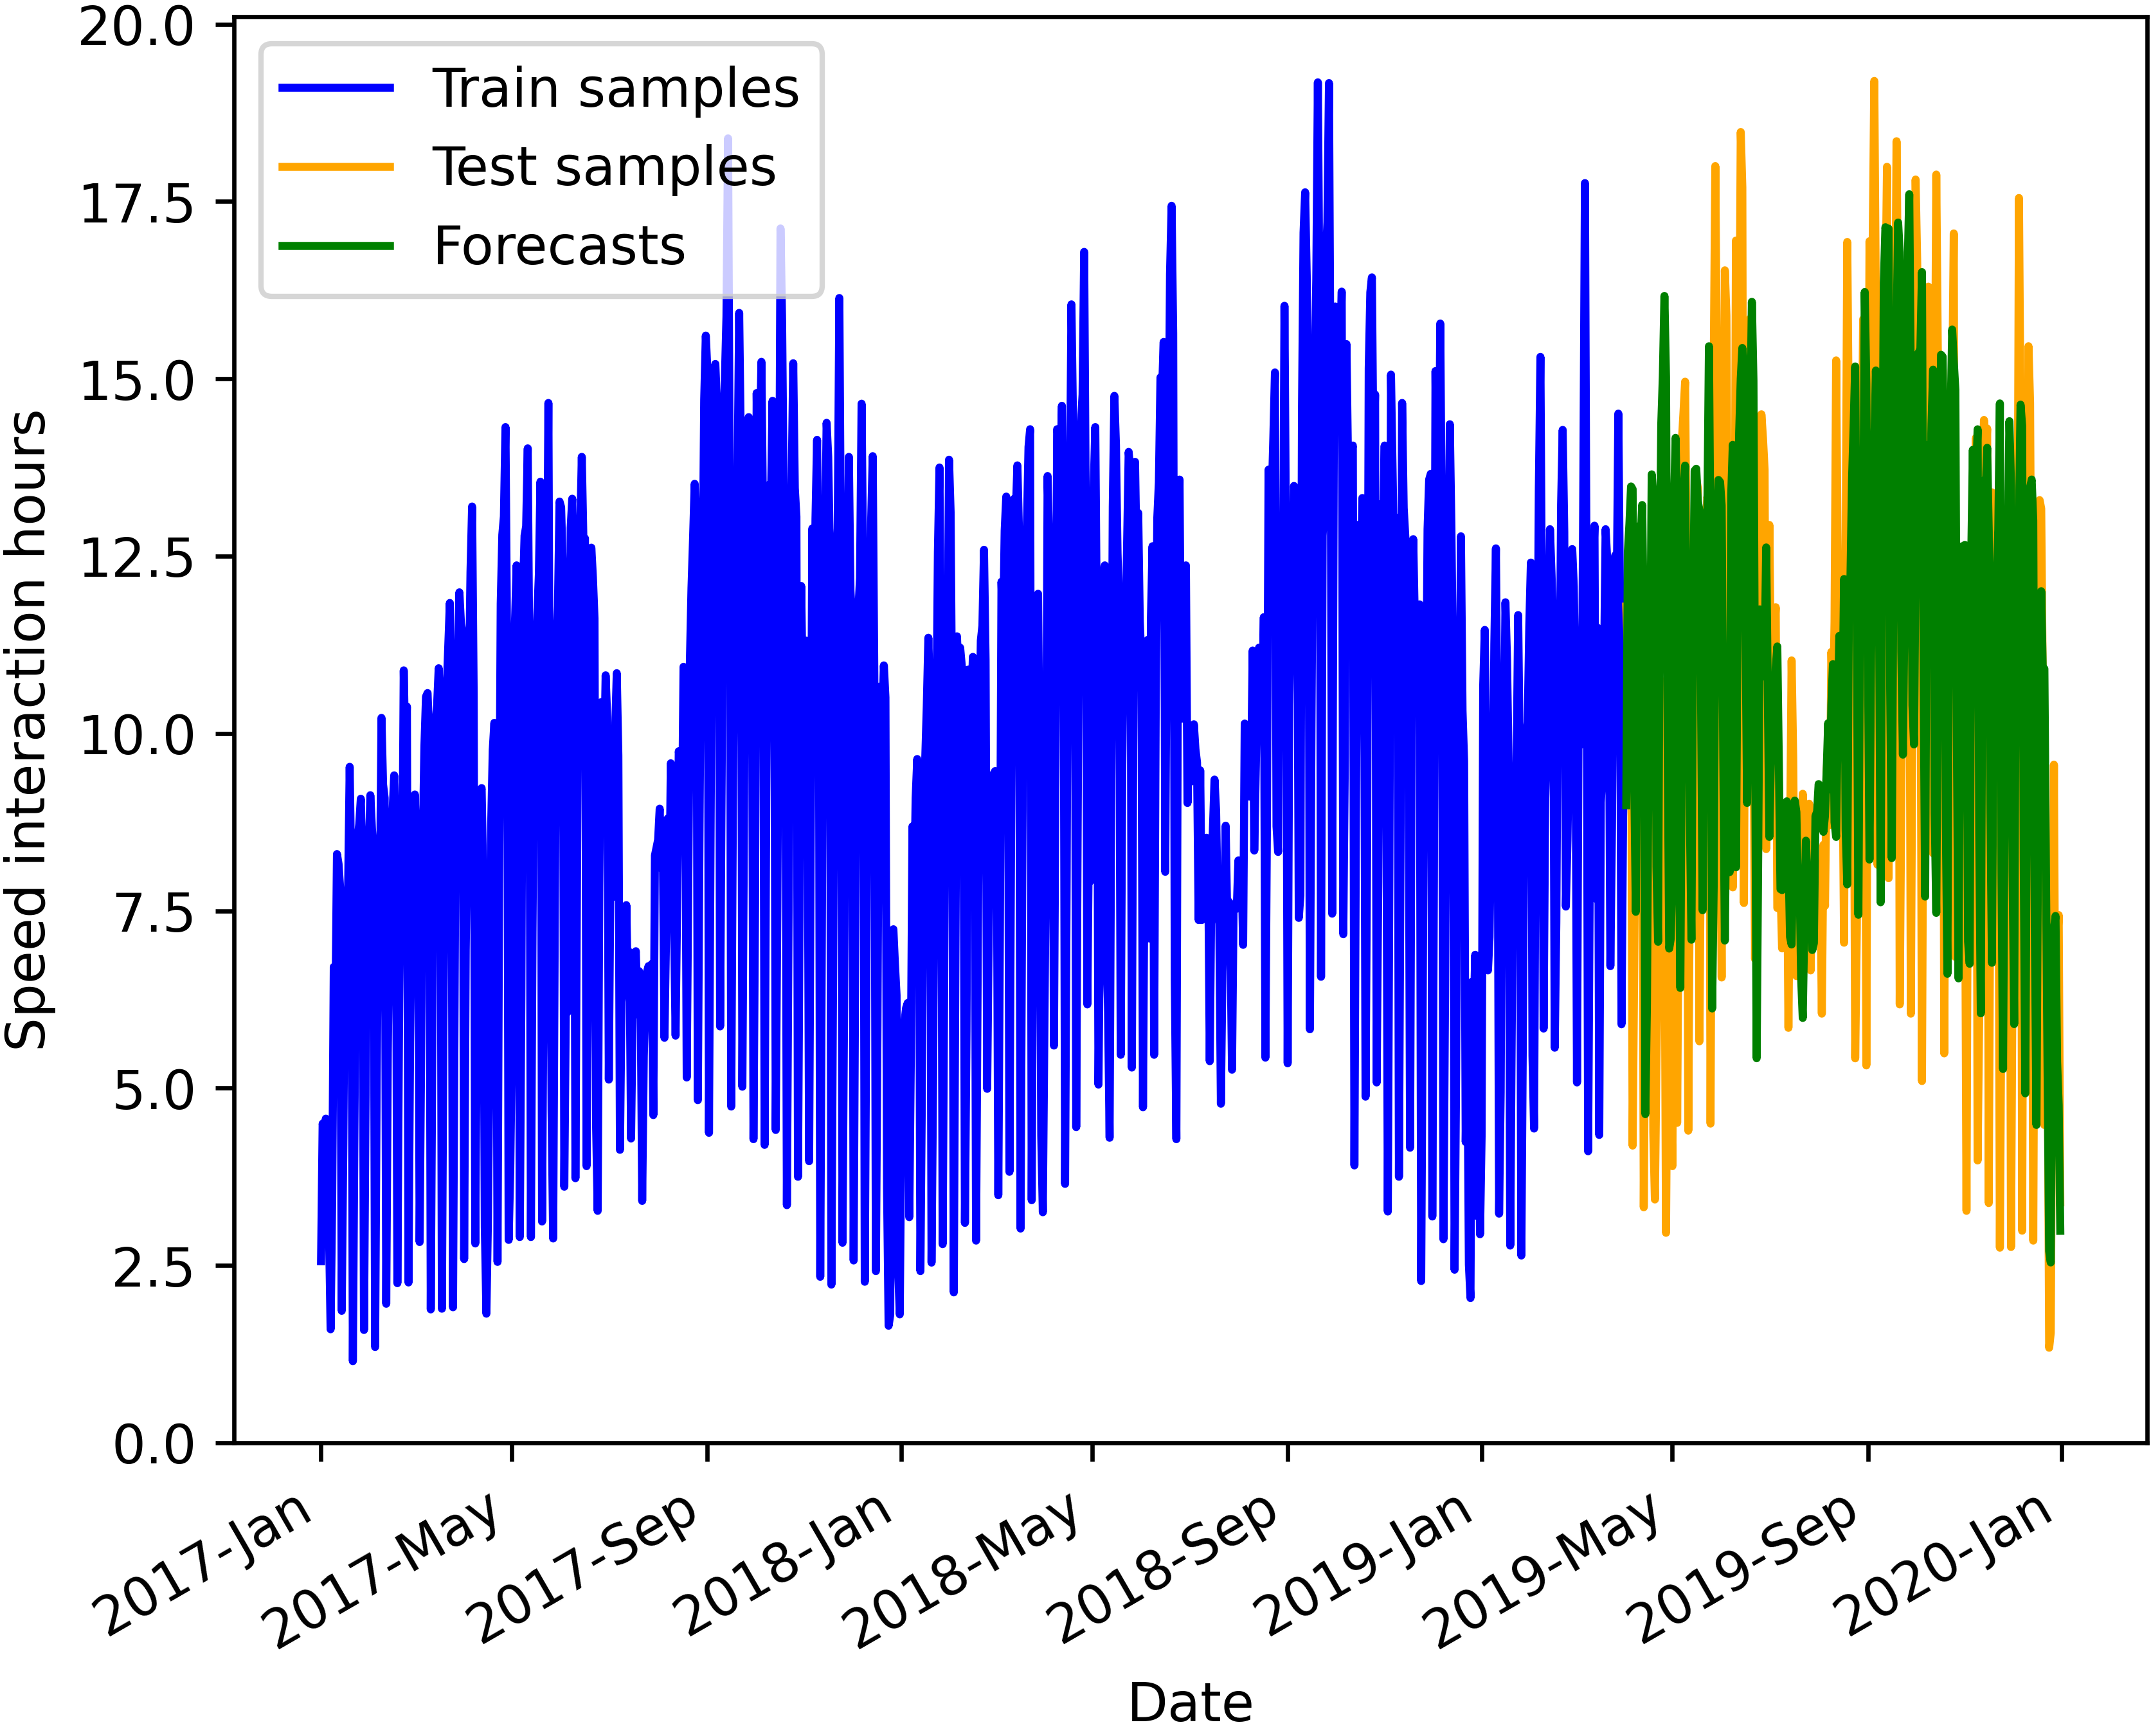 20.0
17.5
15.0
12.5
10.0
7.5
5.0
2.5
0.0
Speed interaction hours
Train samples
Test samples
Forecasts
2017-Jan
2017-May
2017-Sep
2018-Jan
2018-May
2018-Sep
2019-Jan
2019-May
2019-Sep
2020-Jan
Date